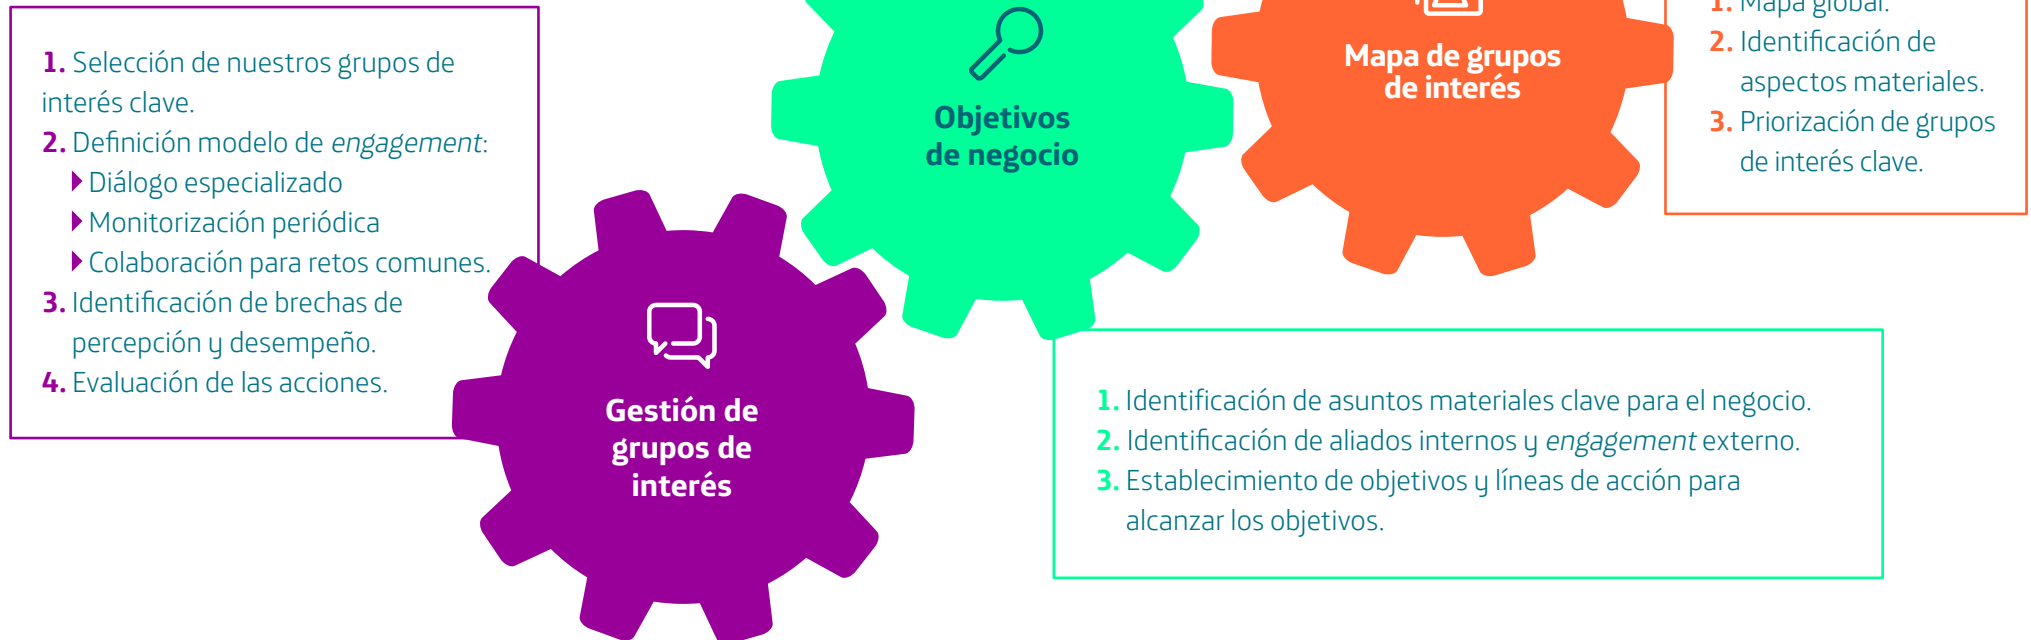 1. Selección de nuestros grupos de
interés clave.
2. Definición modelo de engagement:
Diálogo especializado
Monitorización periódica
Colaboración para retos comunes.
3. Identificación de brechas de
percepción y desempeño.
4. Evaluación de las acciones.
Gestión de
grupos de
interés
Objetivos
de negocio
1. Identificación de asuntos materiales clave para el negocio.
2. Identificación de aliados internos y engagement externo.
3. Establecimiento de objetivos y líneas de acción para
alcanzar los objetivos.
Mapa de grupos
de interés
1. Mapa global.
2. Identificación de
aspectos materiales.
3. Priorización de grupos
de interés clave.